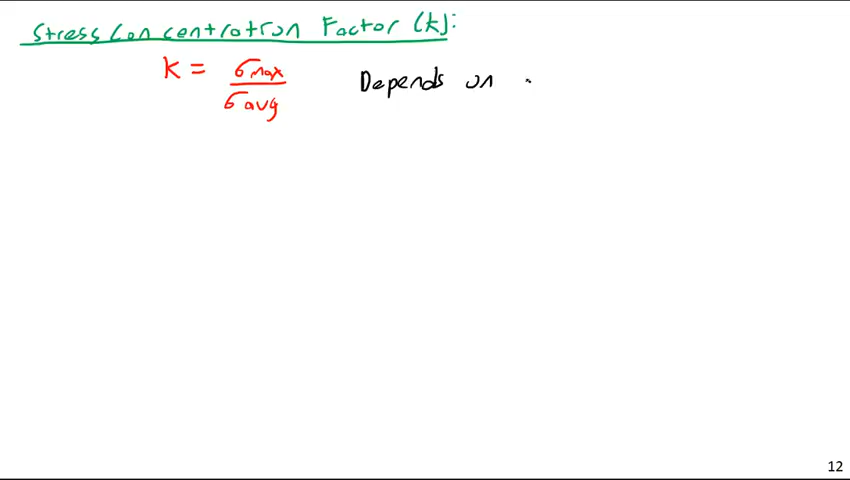 Stress Concentration Factor (k):
K = σmax / σavg Depends on
12